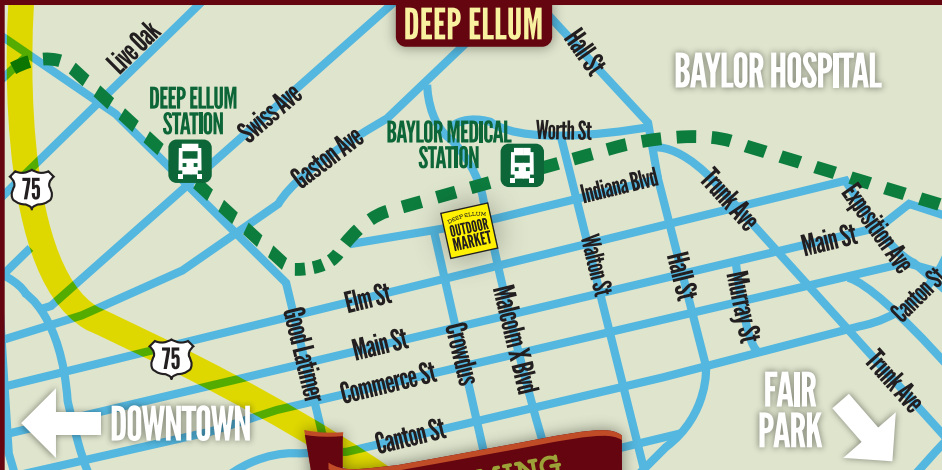 DEEP ELLUM
Live Oak
Hall St
BAYLOR HOSPITAL
DEEP ELLUM
STATION
Swiss Ave
Gaston Ave
BAYLOR MEDICAL
STATION
Worth St
75
Indiana Blvd
Trunk Ave
Exposition Ave
DEEP ELLUM
OUTDOOR
MARKET
Main St
Walton St
Hall St
Murray St
Canton St
Elm St
Good Latimer
Main St
Crowdus
Malcolm X Blvd
75
Commerce St
Trunk Ave
DOWNTOWN
Canton St
FAIR
PARK